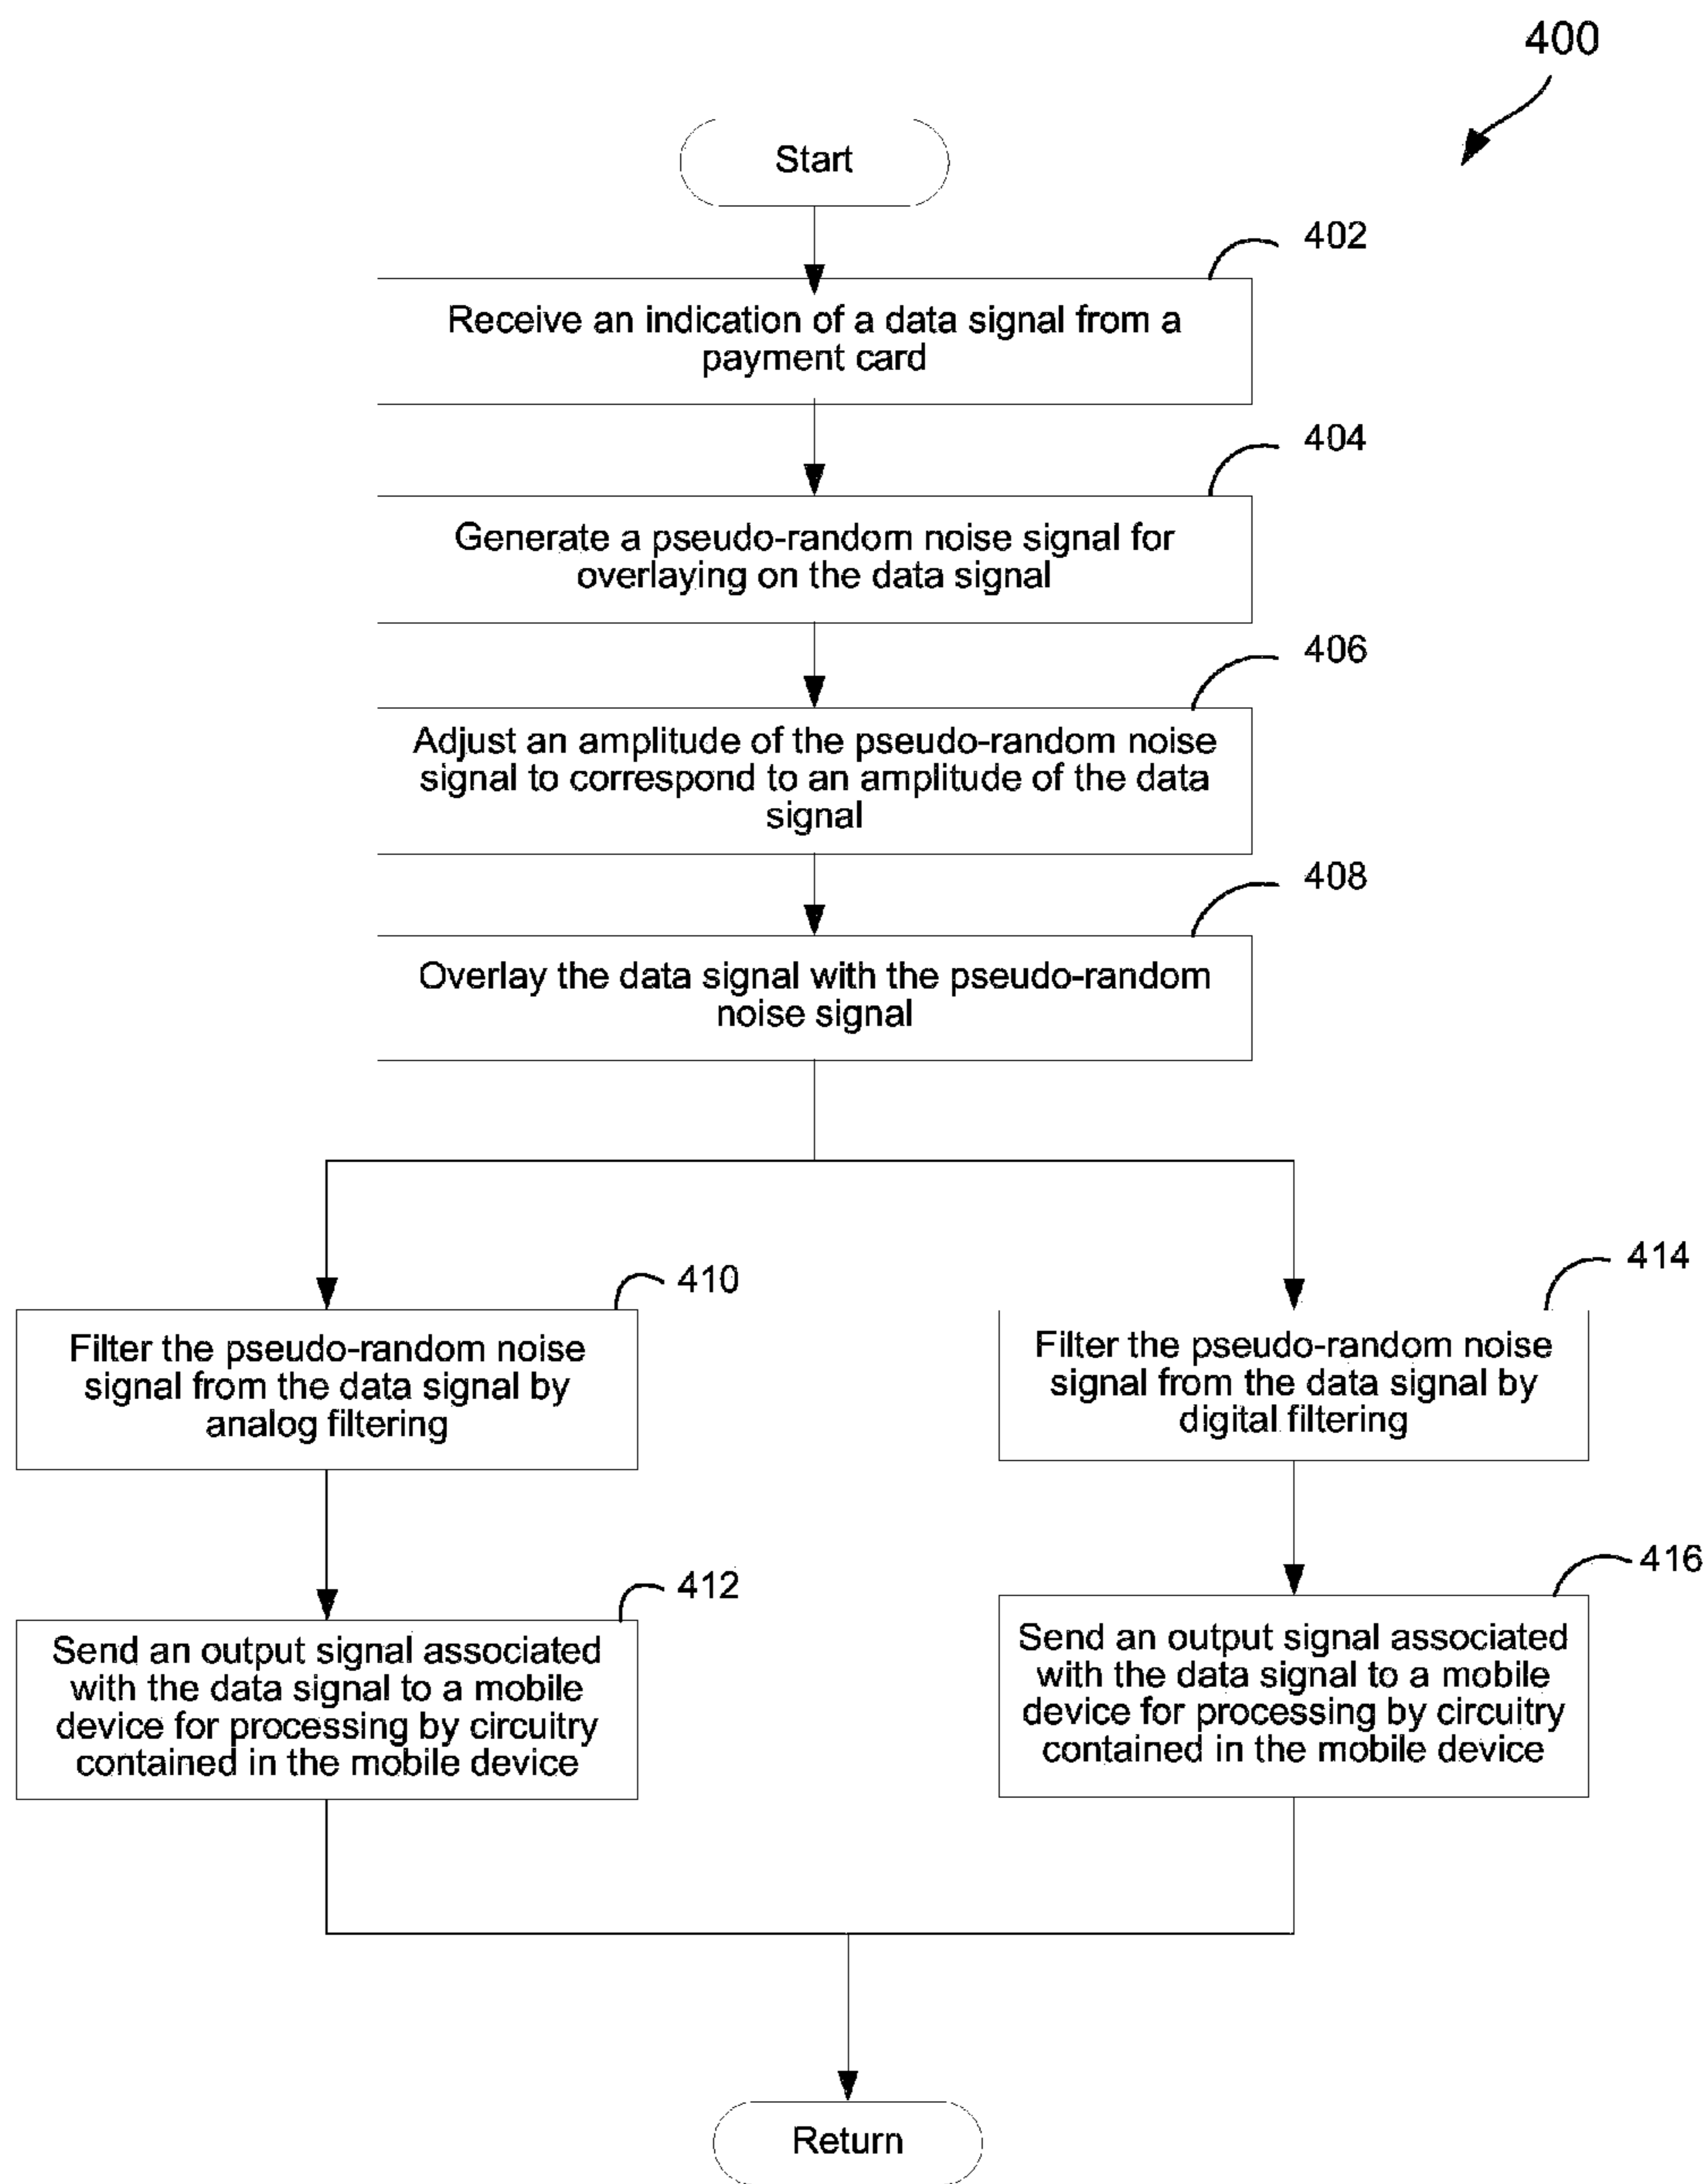 400
Start
402
Receive an indication of a data signal from a
payment card
404
Generate a pseudo-random noise signal for
overlaying on the data signal
406
Adjust an amplitude of the pseudo-random noise
signal to correspond to an amplitude of the data
signal
408
Overlay the data signal with the pseudo-random
noise signal
410
Filter the pseudo-random noise
signal from the data signal by
analog filtering
414
Filter the pseudo-random noise
signal from the data signal by
digital filtering
412
Send an output signal associated
with the data signal to a mobile
device for processing by circuitry
contained in the mobile device
416
Send an output signal associated
with the data signal to a mobile
device for processing by circuitry
contained in the mobile device
Return